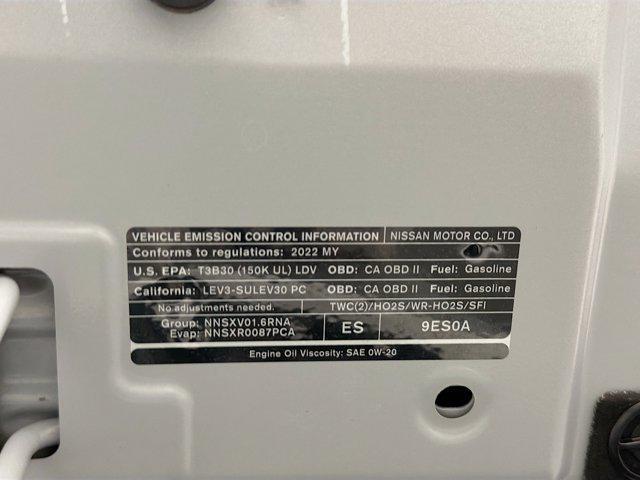 VEHICLE EMISSION CONTROL INFORMATION NISSAN MOTOR CO., LTD
Conforms to regulations: 2022 MY
U.S. EPA: T3B30 (150K UL) LDV OBD: CA OBD II Fuel: Gasoline
California: LEV3-SULEV30 PC OBD: CA OBD II Fuel: Gasoline
No adjustments needed. TWC(2)/HO2S/WR-HO2S/SFI
Group: NNSXV01.6RNA
Evap: NNSXR0087PCA
ES 9ES0A
Engine Oil Viscosity: SAE 0W-20